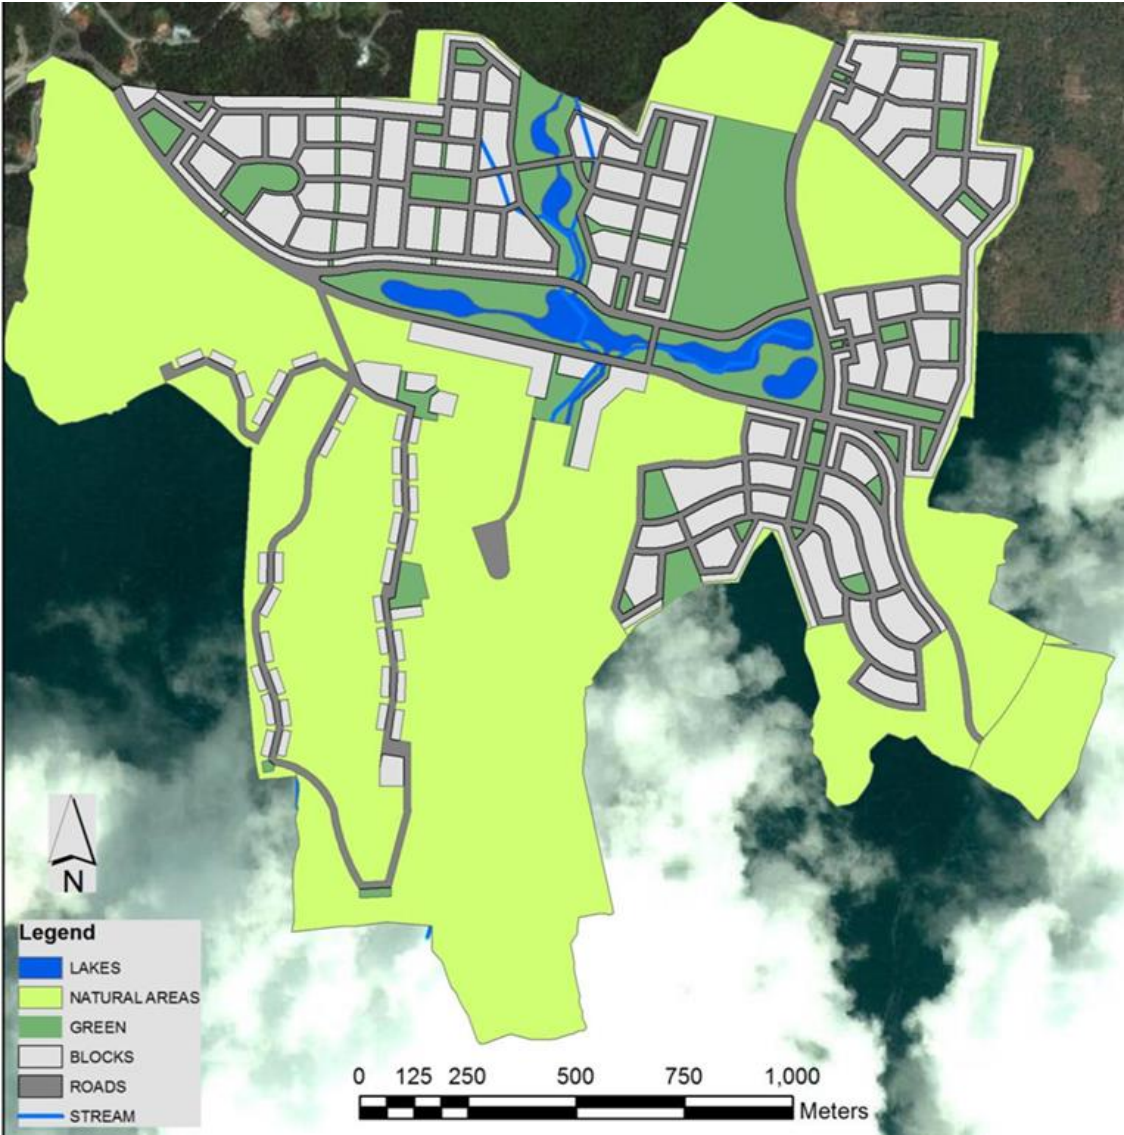 N
Legend
LAKES
NATURAL AREAS
GREEN
BLOCKS
ROADS
STREAM
0 125 250 500 750 1,000
Meters